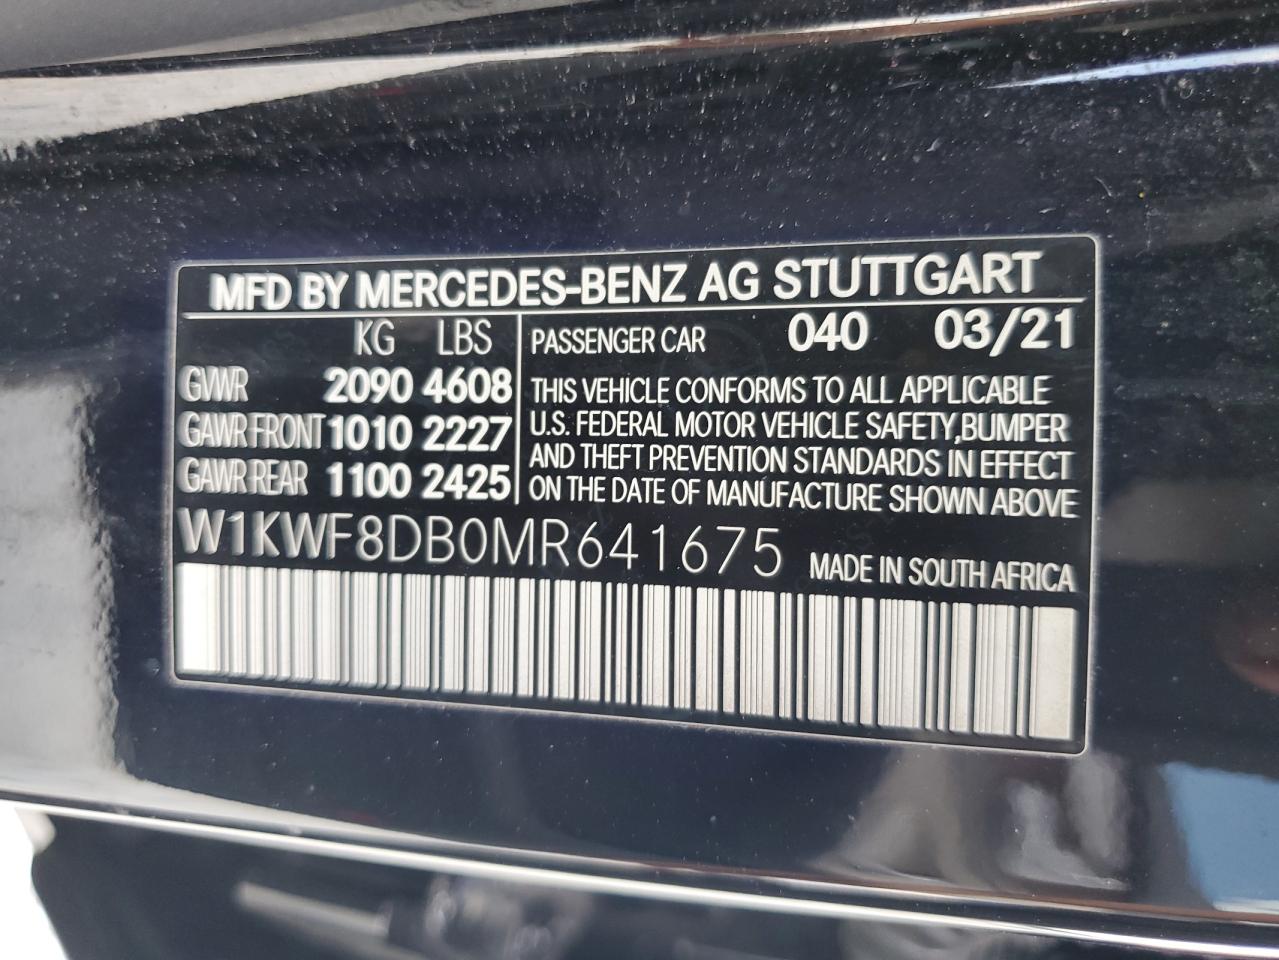 MFD BY MERCEDES-BENZ AG STUTTGART
KG LBS
GVWR 2090 4608
GAWR FRONT 1010 2227
GAWR REAR 1100 2425
PASSENGER CAR 040 03/21
THIS VEHICLE CONFORMS TO ALL APPLICABLE
U.S. FEDERAL MOTOR VEHICLE SAFETY, BUMPER
AND THEFT PREVENTION STANDARDS IN EFFECT
ON THE DATE OF MANUFACTURE SHOWN ABOVE
W1KWF8DB0MR641675 MADE IN SOUTH AFRICA